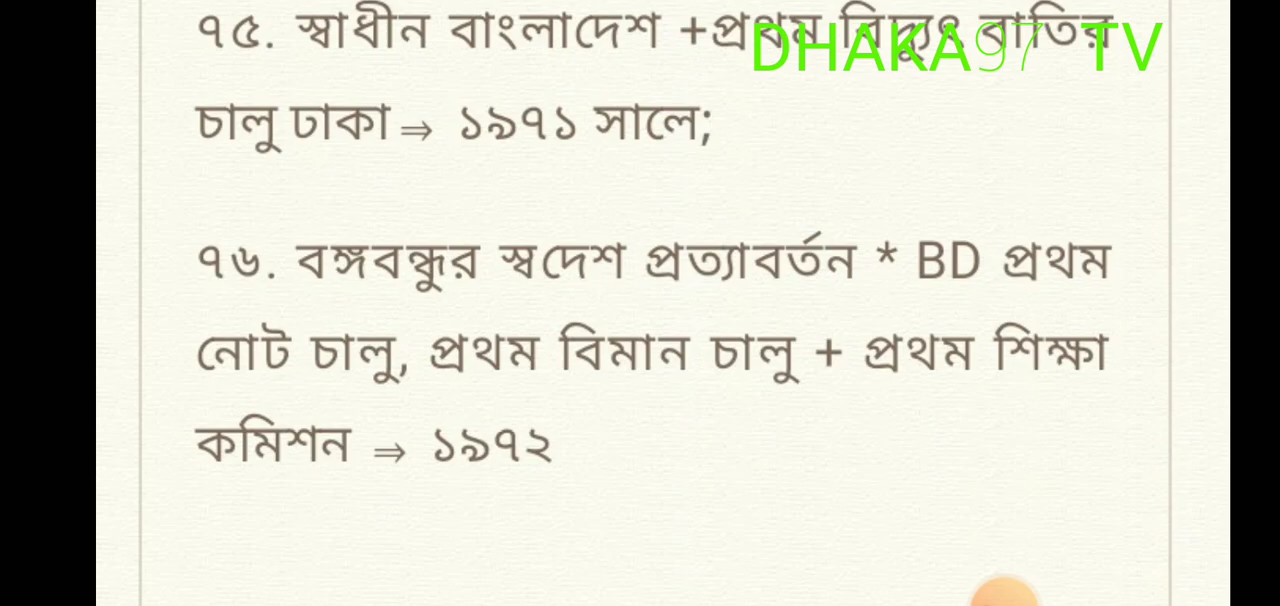 ৭৫. স্বাধীন বাংলাদেশ +প্রথম বিদ্যুৎ বাতির
DHAKA97 TV
চালু ঢাকা ⇒ ১৯৭১ সালে;
৭৬. বঙ্গবন্ধুর স্বদেশ প্রত্যাবর্তন * BD প্রথম
নোট চালু, প্রথম বিমান চালু + প্রথম শিক্ষা
কমিশন ⇒ ১৯৭২